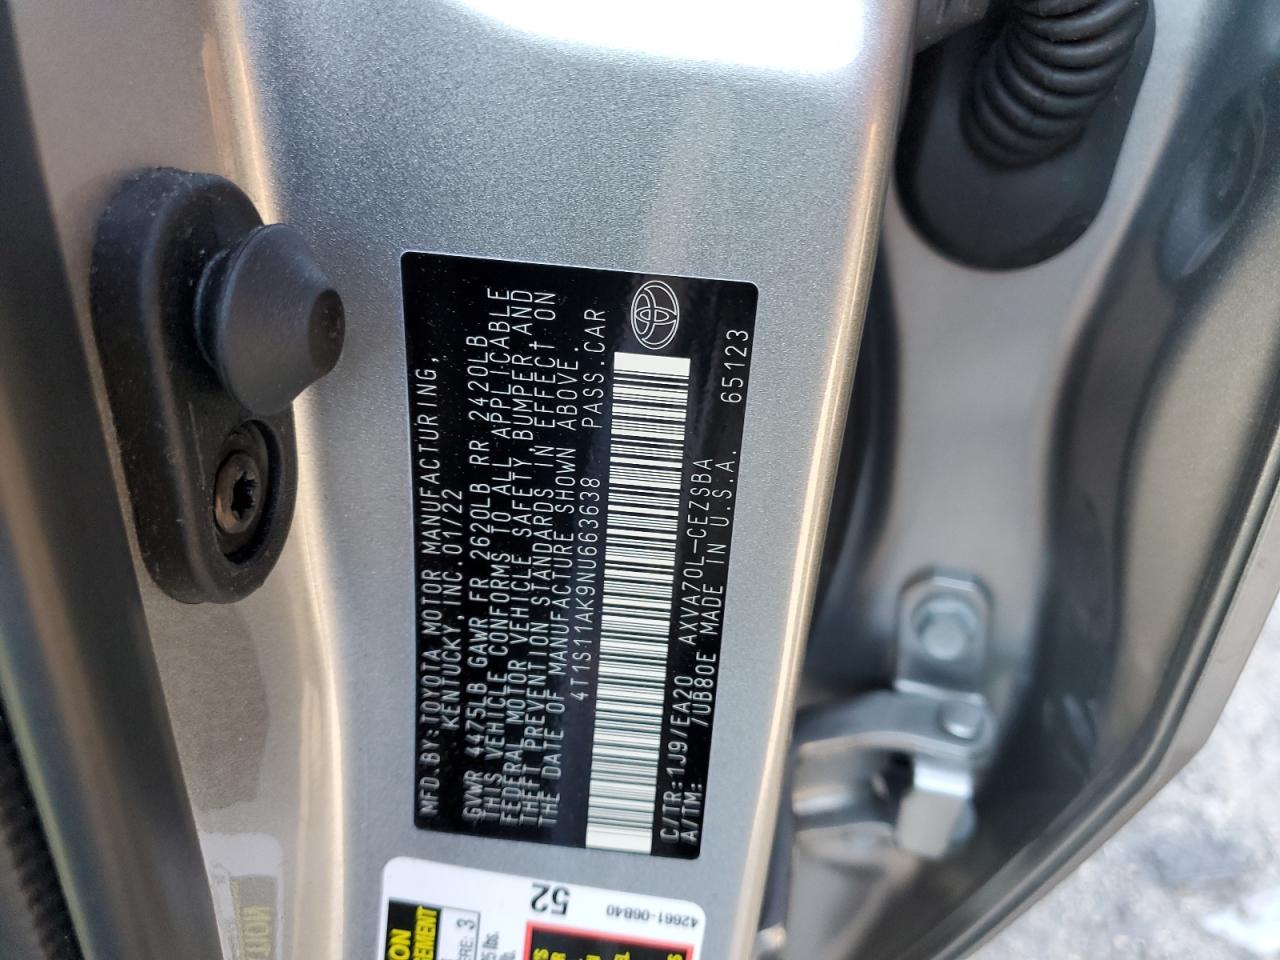 MFD.BY:TOYOTA MOTOR MANUFACTURING,
KENTUCKY INC.01/22
GVWR 4475LB GAWR FR 2620LB RR 2420LB
THIS VEHICLE CONFORMS TO ALL APPLICABLE
FEDERAL MOTOR VEHICLE SAFETY,BUMPER,AND
THEFT PREVENTION STANDARDS IN EFFECT ON
THE DATE OF MANUFACTURE SHOWN ABOVE.
4T1S11AK9NU663638 PASS.CAR
C/TR:1J9/EA20 AXVA70L-CEZSBA 65123
A/TM: /UB80E MADE IN U.S.A.
52
42661-06B40